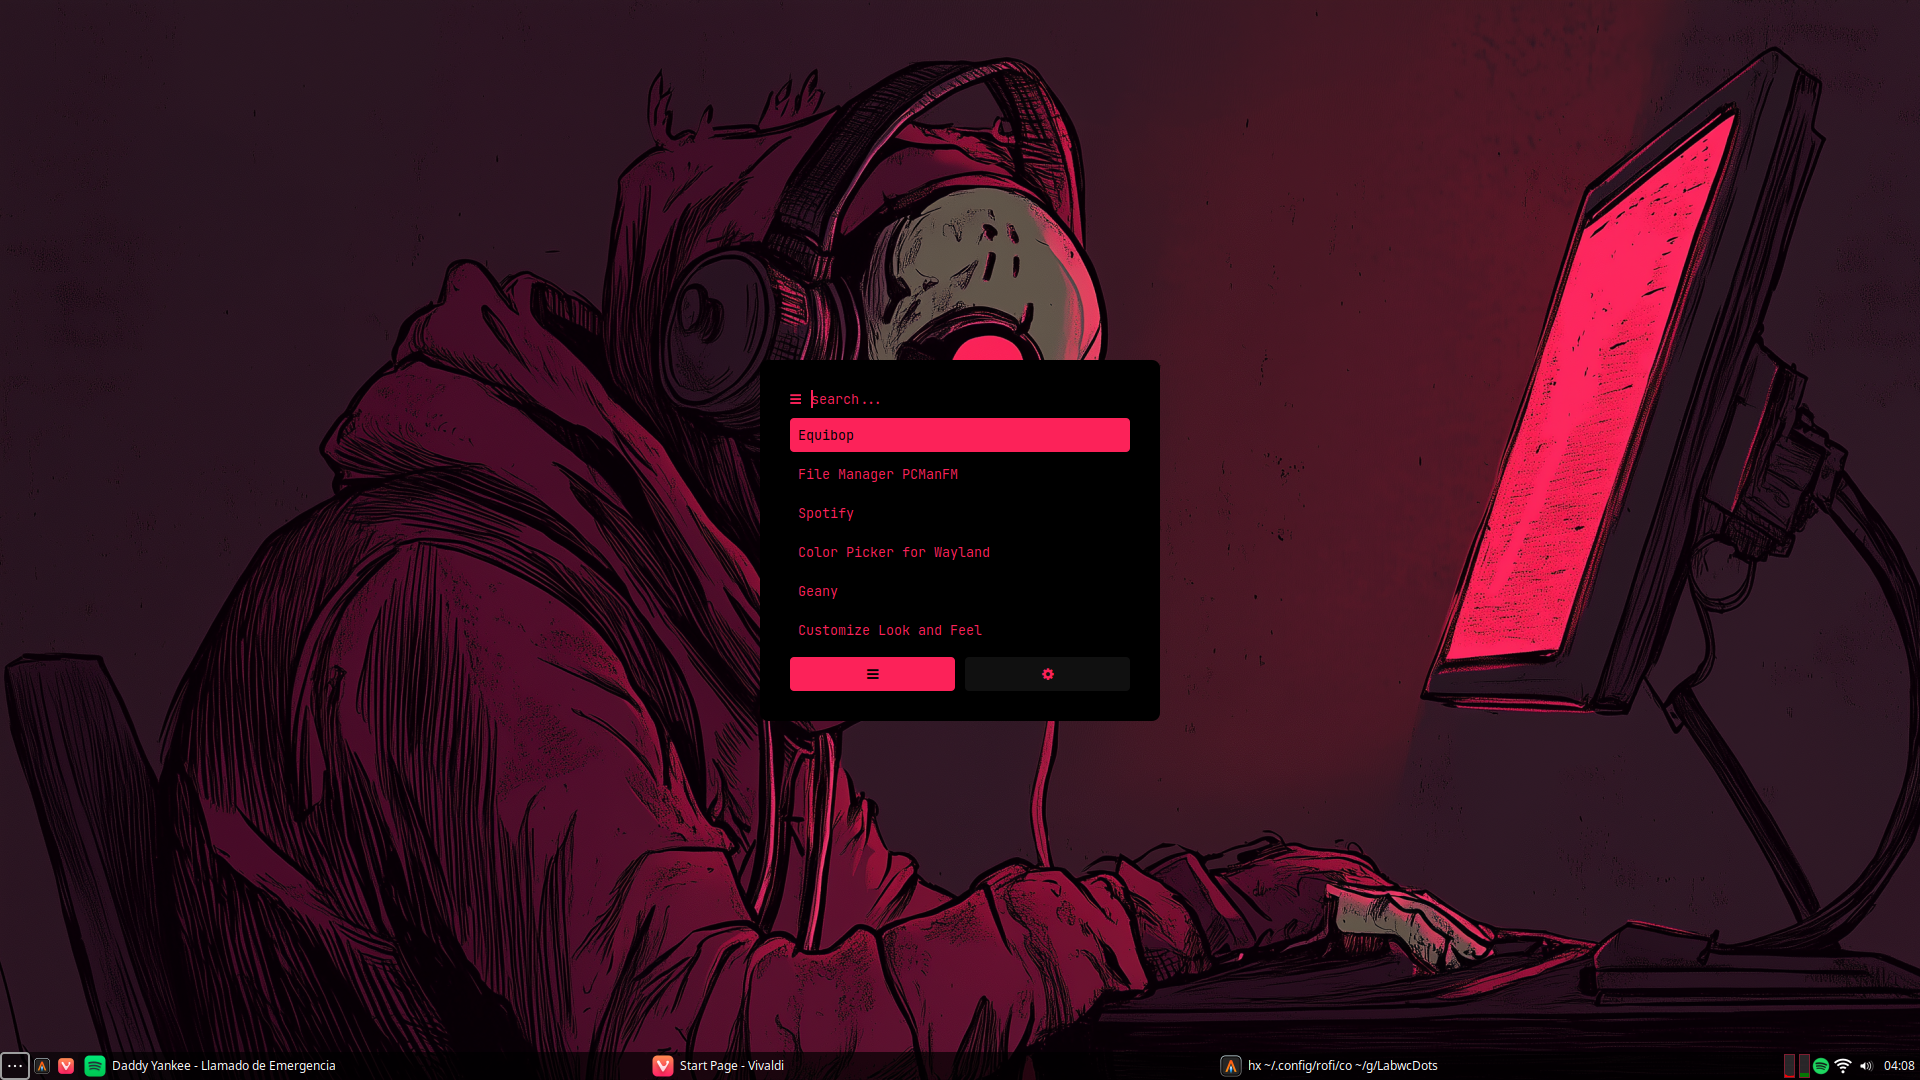 search...
Equibop
File Manager PCManFM
Spotify
Color Picker for Wayland
Geany
Customize Look and Feel
Daddy Yankee - Llamado de Emergencia
Start Page - Vivaldi
hx ~/.config/rofi/co ~/g/LabwcDots
04:08